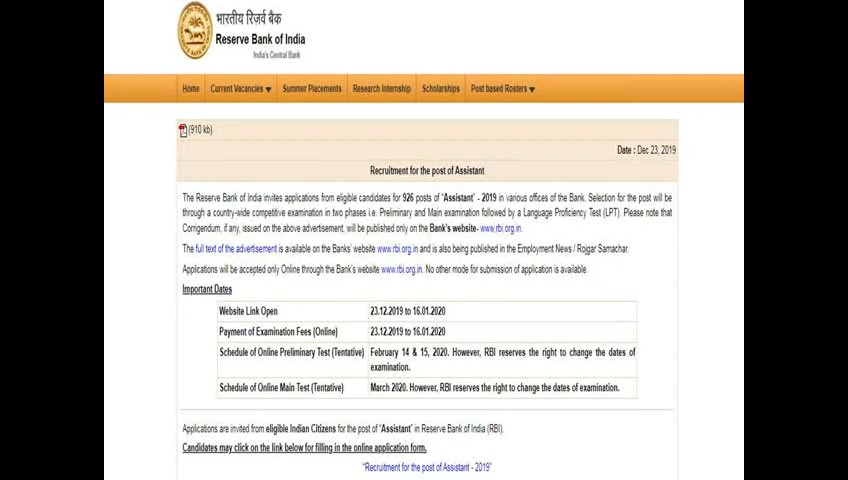 भारतीय रिज़र्व बैंक
Reserve Bank of India
India's Central Bank
Home Current Vacancies Summer Placements Research Internship Scholarships Post based Rosters
(910 kb)
Date : Dec 23, 2019
Recruitment for the post of Assistant
The Reserve Bank of India invites applications from eligible candidates for 926 posts of "Assistant" - 2019 in various offices of the Bank. Selection for the post will be
through a country-wide competitive examination in two phases i.e. Preliminary and Main examination followed by a Language Proficiency Test (LPT). Please note that
Corrigendum, if any, issued on the above advertisement, will be published only on the Bank's website- www.rbi.org.in.
The full text of the advertisement is available on the Banks' website www.rbi.org.in and is also being published in the Employment News / Rojgar Samachar.
Applications will be accepted only Online through the Bank's website www.rbi.org.in. No other mode for submission of application is available.
Important Dates
Website Link Open 23.12.2019 to 16.01.2020
Payment of Examination Fees (Online) 23.12.2019 to 16.01.2020
Schedule of Online Preliminary Test (Tentative) February 14 & 15, 2020. However, RBI reserves the right to change the dates of
examination.
Schedule of Online Main Test (Tentative) March 2020. However, RBI reserves the right to change the dates of examination.
Applications are invited from eligible Indian Citizens for the post of "Assistant" in Reserve Bank of India (RBI).
Candidates may click on the link below for filling in the online application form.
"Recruitment for the post of Assistant - 2019"